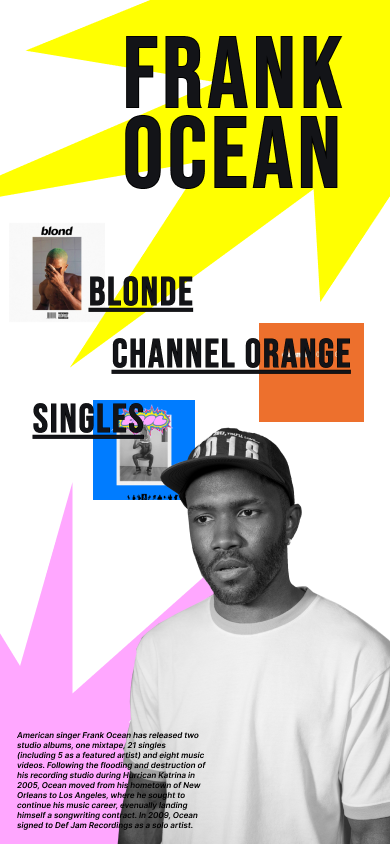 FRANK
OCEAN
blond
BLONDE
CHANNEL ORANGE
SINGLES
2018
American singer Frank Ocean has released two
studio albums, one mixtape, 21 singles
(including 5 as a featured artist) and eight music
videos. Following the flooding and destruction of
his recording studio during Hurrican Katrina in
2005, Ocean moved from his hometown of New
Orleans to Los Angeles, where he sought to
continue his music career, evenually landing
himself a songwriting contract. In 2009, Ocean
signed to Def Jam Recordings as a solo artist.